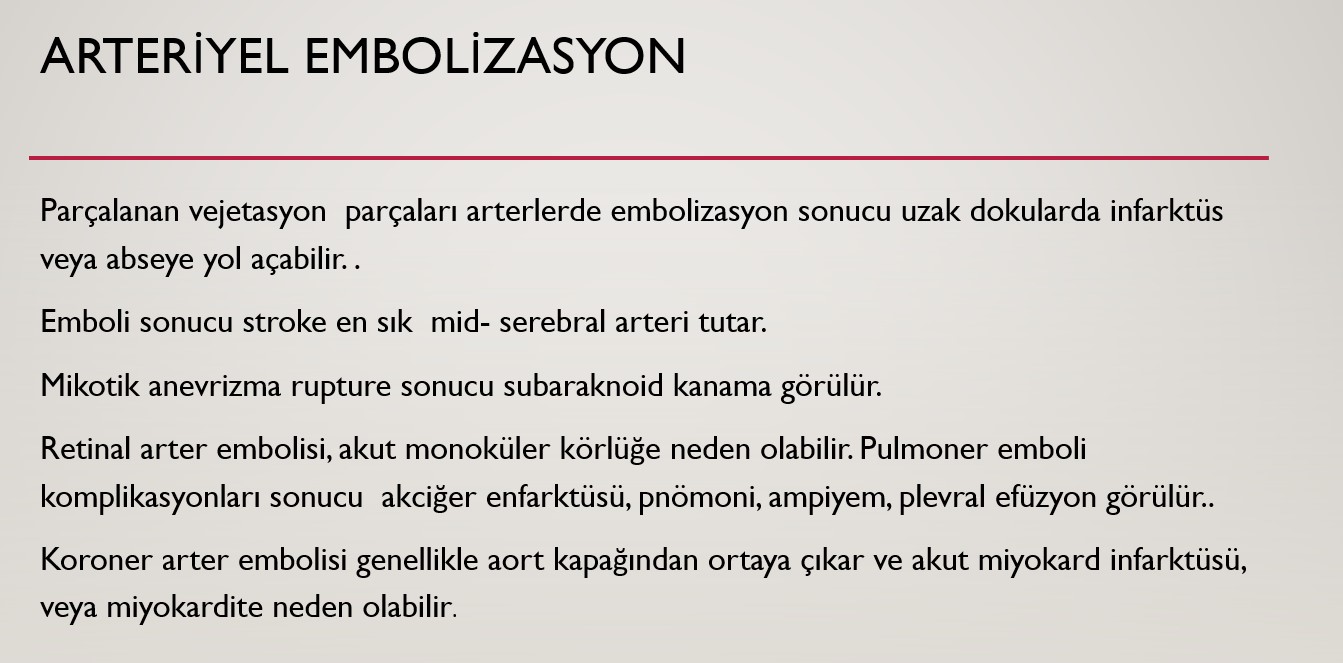 ARTERİYEL EMBOLİZASYON
Parçalanan vejetasyon  parçaları arterlerde embolizasyon sonucu uzak dokularda infarktüs
veya abseye yol açabilir. .
Emboli sonucu stroke en sık  mid- serebral arteri tutar.
Mikotik anevrizma rupture sonucu subaraknoid kanama görülür.
Retinal arter embolisi, akut monoküler körlüğe neden olabilir. Pulmoner emboli
komplikasyonları sonucu  akciğer enfarktüsü, pnömoni, ampiyem, plevral efüzyon görülür..
Koroner arter embolisi genellikle aort kapağından ortaya çıkar ve akut miyokard infarktüsü,
veya miyokardite neden olabilir.